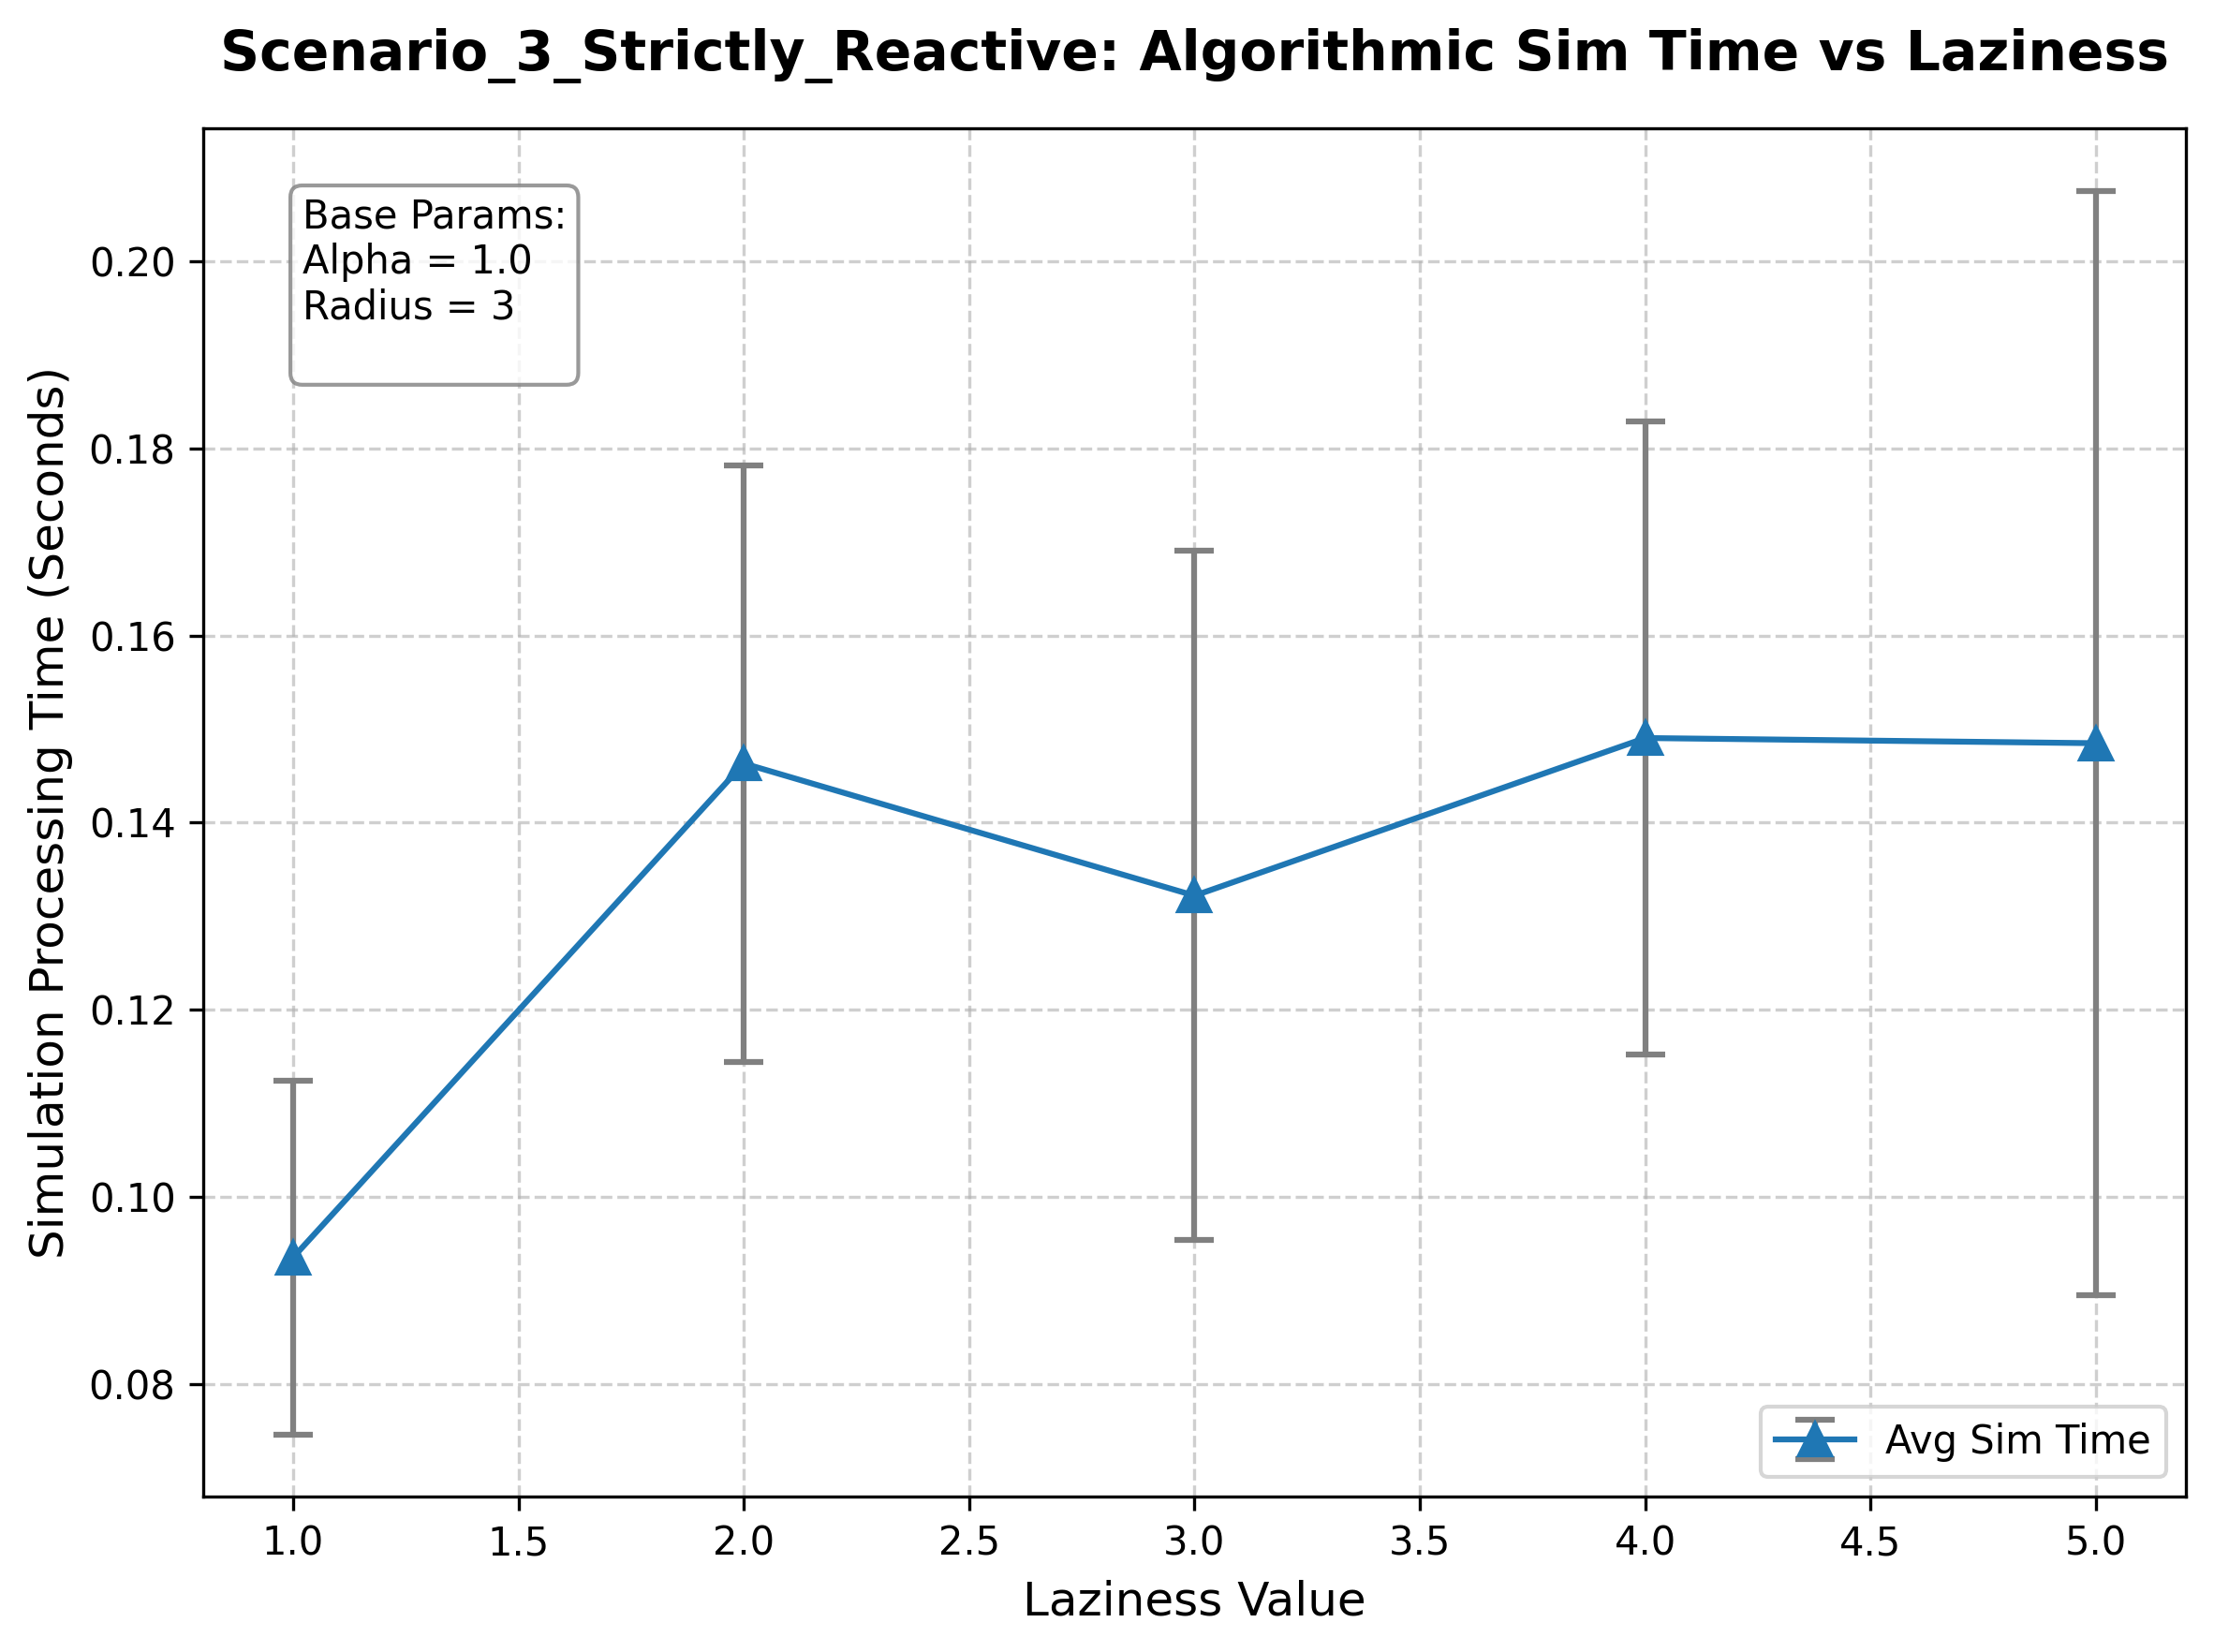 Scenario_3_Strictly_Reactive: Algorithmic Sim Time vs Laziness
Base Params:
Alpha = 1.0
Radius = 3
Simulation Processing Time (Seconds)
0.20
0.18
0.16
0.14
0.12
0.10
0.08
Avg Sim Time
1.0 1.5 2.0 2.5 3.0 3.5 4.0 4.5 5.0
Laziness Value